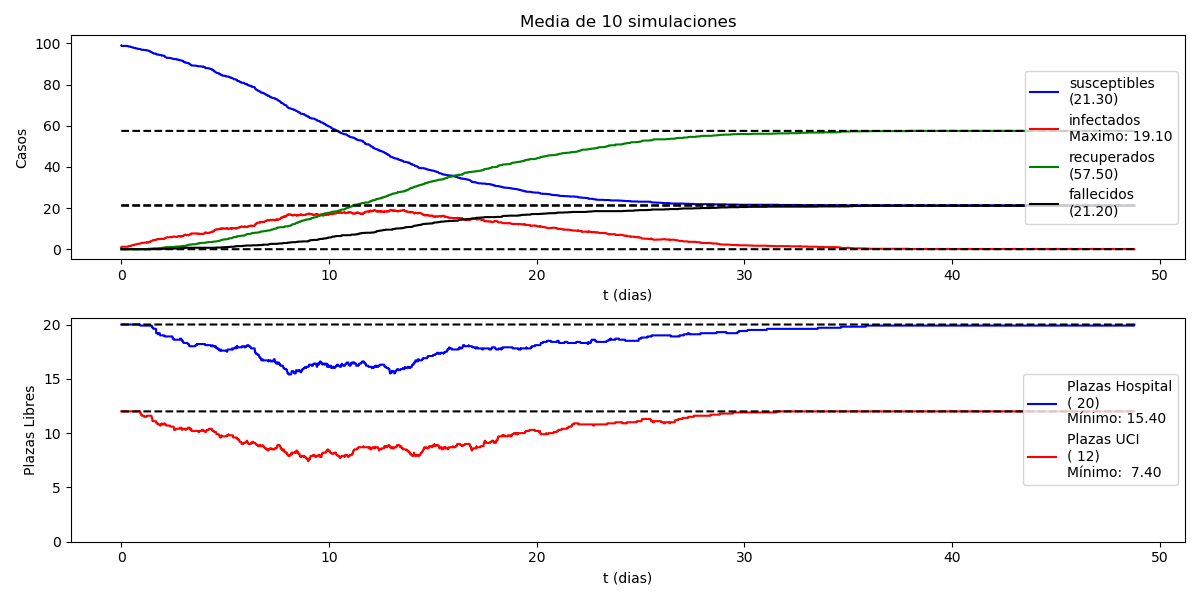 Media de 10 simulaciones
100
80
60
40
20
0
Casos
susceptibles
(21.30)
infectados
Maximo: 19.10
recuperados
(57.50)
fallecidos
(21.20)
0 10 20 30 40 50
t (dias)
20
15
10
5
0
Plazas Libres
Plazas Hospital
( 20)
Mínimo: 15.40
Plazas UCI
( 12)
Mínimo:  7.40
0 10 20 30 40 50
t (dias)